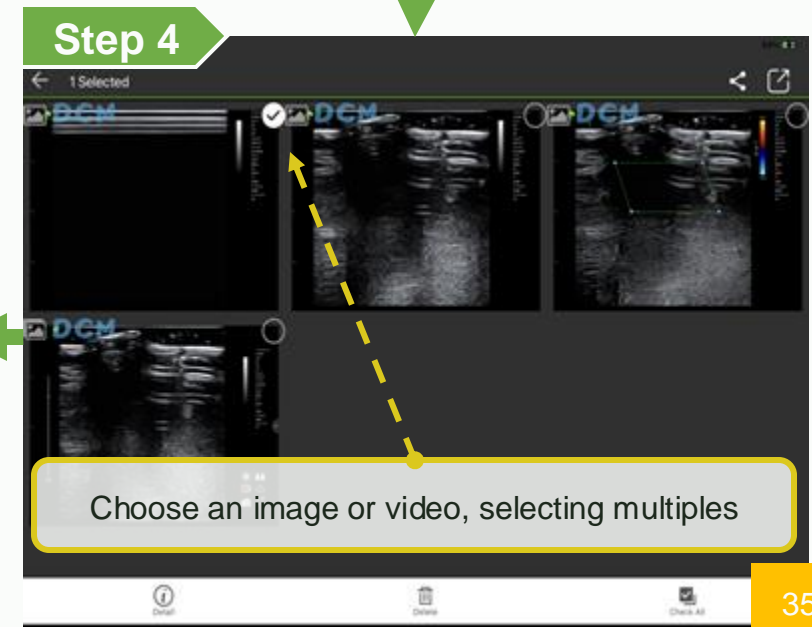 Step 4
1 Selected
DCM
DCM
DCM
DCM
Choose an image or video, selecting multiples
Detail
Delete
Check All
35